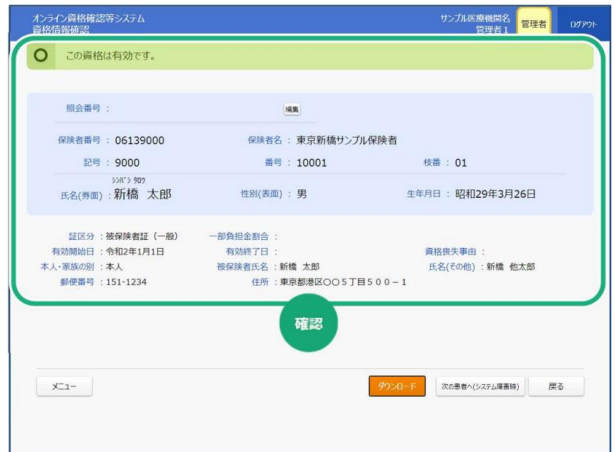 オンライン資格確認等システム
資格情報確認
サンプル医療機関名
管理者1
管理者
ログアウト
この資格は有効です。
照会番号 :
編集
保険者番号 : 06139000 保険者名 : 東京新橋サンプル保険者
記号 : 9000 番号 : 10001 枝番 : 01
氏名(券面) : 新橋 太郎 性別(表面) : 男 生年月日 : 昭和29年3月26日
証区分 : 被保険者証（一般） 一部負担金割合 :
有効開始日 : 令和2年1月1日 有効終了日 : 資格喪失事由 :
本人・家族の別 : 本人 被保険者氏名 : 新橋 太郎 氏名(その他) : 新橋 他太郎
郵便番号 : 151-1234 住所 : 東京都港区〇〇5丁目500-1
確認
メニュー
ダウンロード
次の患者へ(システム障害時)
戻る